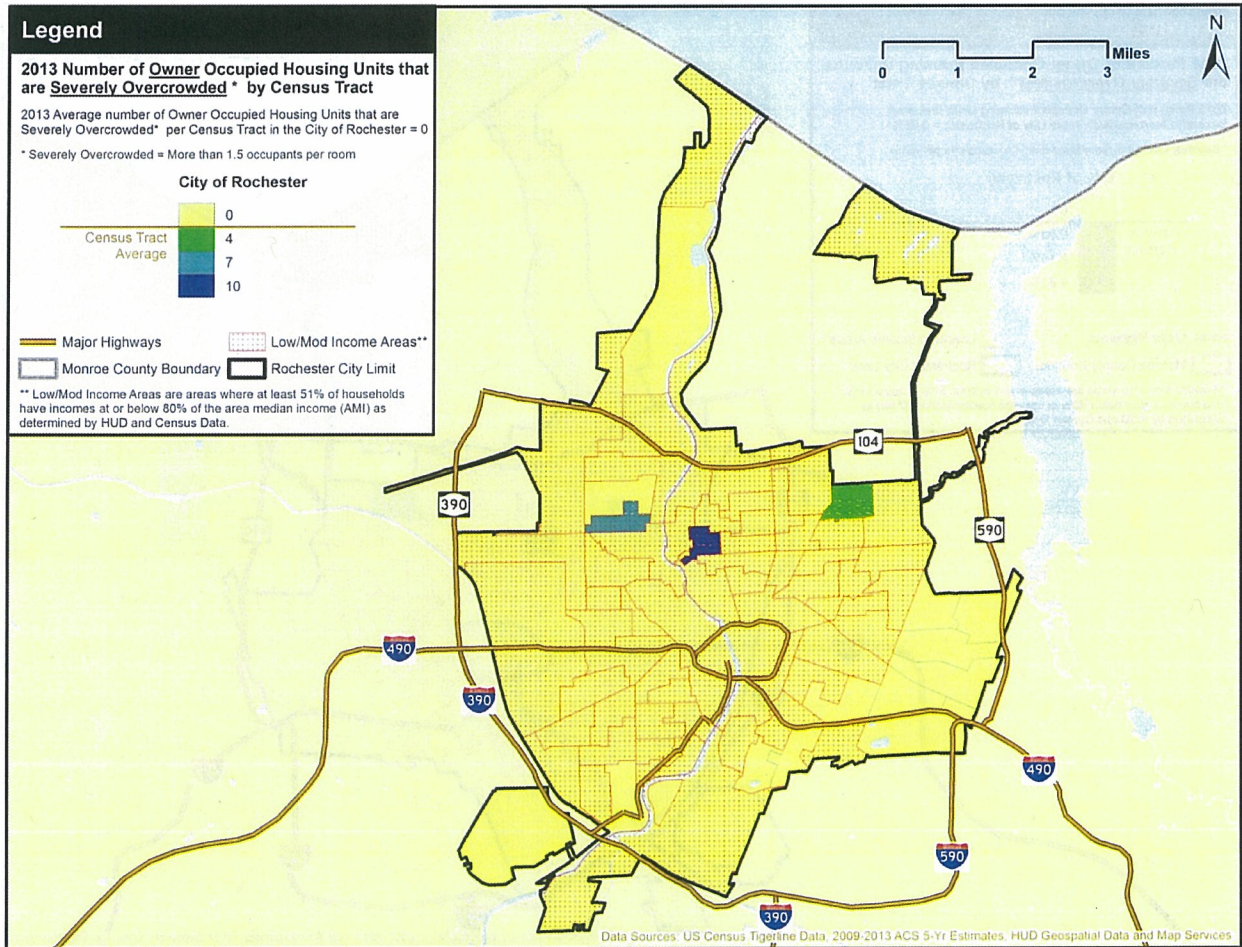 Legend
2013 Number of Owner Occupied Housing Units that
are Severely Overcrowded * by Census Tract
2013 Average number of Owner Occupied Housing Units that are
Severely Overcrowded* per Census Tract in the City of Rochester = 0
* Severely Overcrowded = More than 1.5 occupants per room
City of Rochester
0
Census Tract
Average
4
7
10
Major Highways
Low/Mod Income Areas**
Monroe County Boundary
Rochester City Limit
** Low/Mod Income Areas are areas where at least 51% of households
have incomes at or below 80% of the area median income (AMI) as
determined by HUD and Census Data.
N
Miles
0 1 2 3
104
390
590
490
390
490
590
390
Data Sources: US Census Tigerline Data, 2009-2013 ACS 5-Yr Estimates, HUD Geospatial Data and Map Services